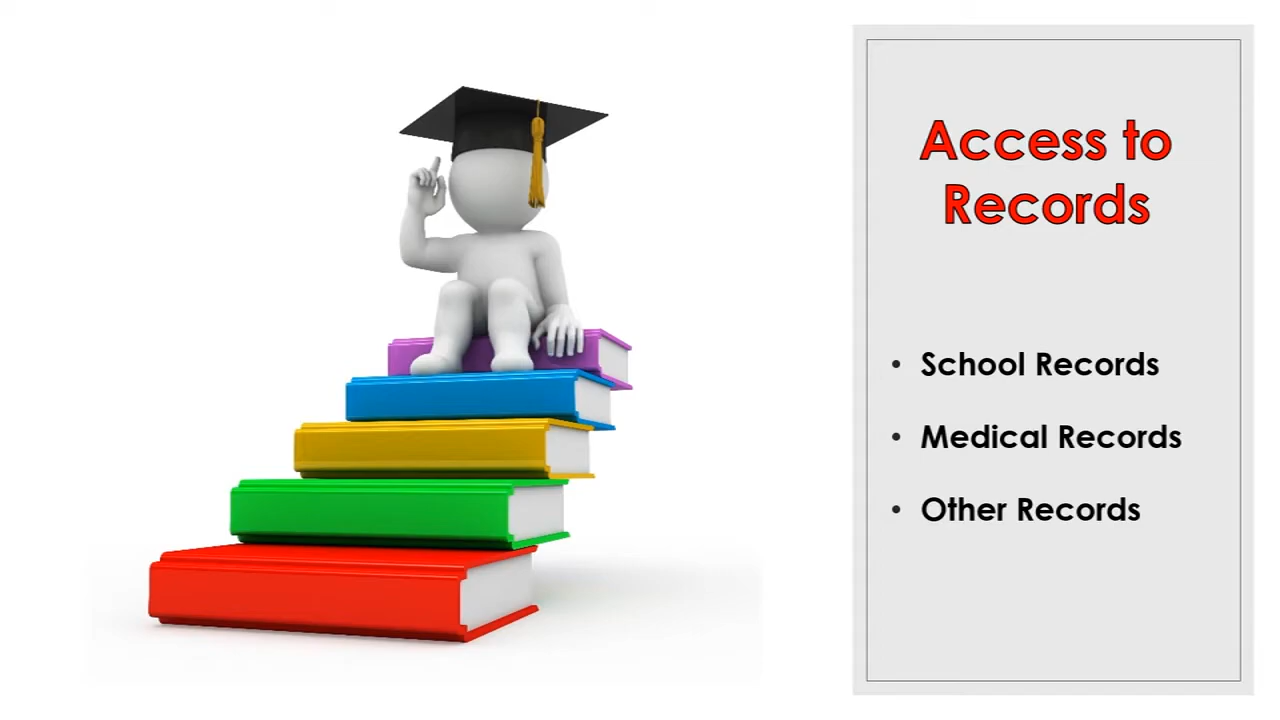 Access to
Records
• School Records
• Medical Records
• Other Records